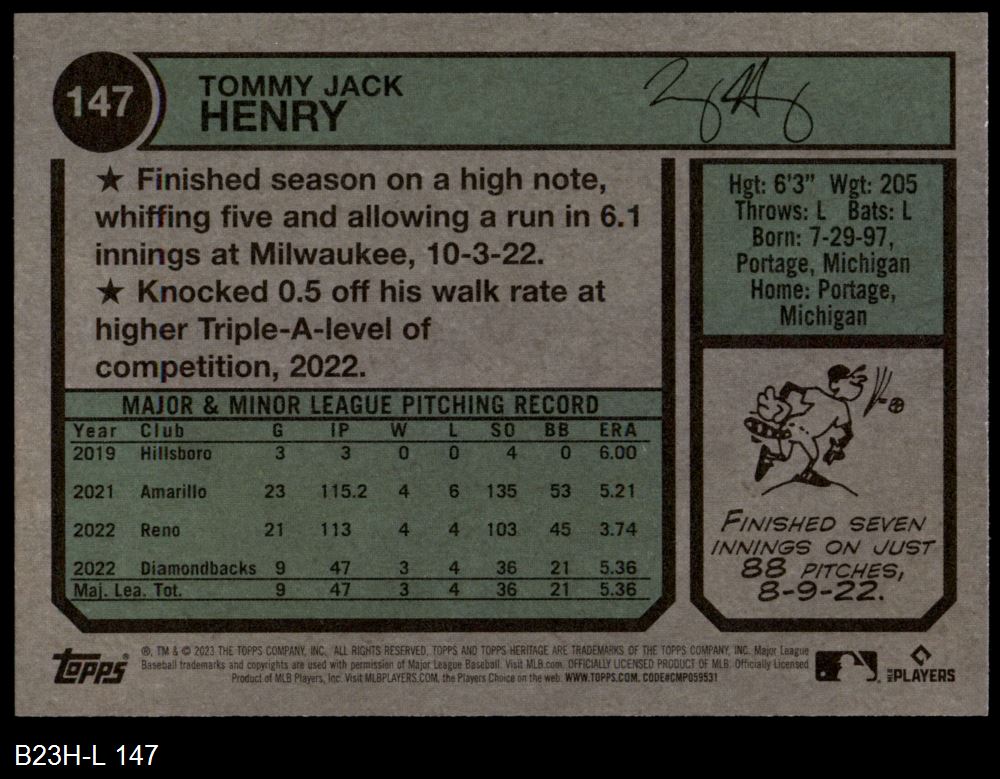 147
TOMMY JACK
HENRY
★ Finished season on a high note,
whiffing five and allowing a run in 6.1
innings at Milwaukee, 10-3-22.
★ Knocked 0.5 off his walk rate at
higher Triple-A-level of
competition, 2022.
Hgt: 6'3" Wgt: 205
Throws: L Bats: L
Born: 7-29-97,
Portage, Michigan
Home: Portage,
Michigan
MAJOR & MINOR LEAGUE PITCHING RECORD
Year Club G IP W L SO BB ERA
2019 Hillsboro 3 3 0 0 4 0 6.00
2021 Amarillo 23 115.2 4 6 135 53 5.21
2022 Reno 21 113 4 4 103 45 3.74
2022 Diamondbacks 9 47 3 4 36 21 5.36
Maj. Lea. Tot. 9 47 3 4 36 21 5.36
FINISHED SEVEN
INNINGS ON JUST
88 PITCHES,
8-9-22.
topps
®, TM & © 2023 THE TOPPS COMPANY, INC. ALL RIGHTS RESERVED. TOPPS AND TOPPS HERITAGE ARE TRADEMARKS OF THE TOPPS COMPANY, INC. Major League
Baseball trademarks and copyrights are used with permission of Major League Baseball. Visit MLB.com. OFFICIALLY LICENSED PRODUCT OF MLB. Officially Licensed
Product of MLB Players, Inc. Visit MLBPLAYERS.COM, the Players Choice on the web. WWW.TOPPS.COM. CODE#CMP059531
MLB PLAYERS
B23H-L 147